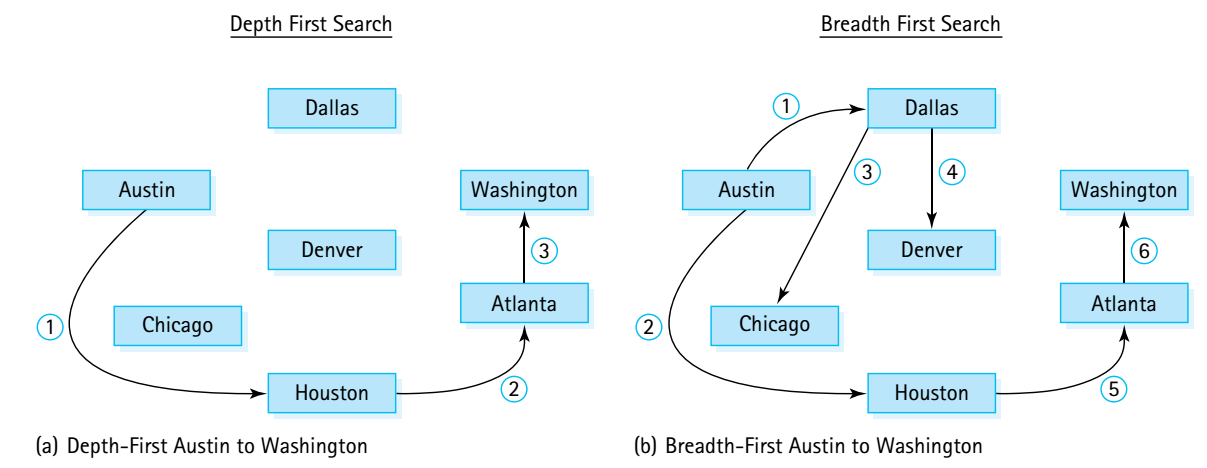 Depth First Search
Dallas
Austin
Washington
Denver
3
Atlanta
1
Chicago
Houston
2
(a) Depth-First Austin to Washington
Breadth First Search
1
Dallas
3
4
Austin
Washington
Denver
6
Atlanta
2
Chicago
Houston
5
(b) Breadth-First Austin to Washington